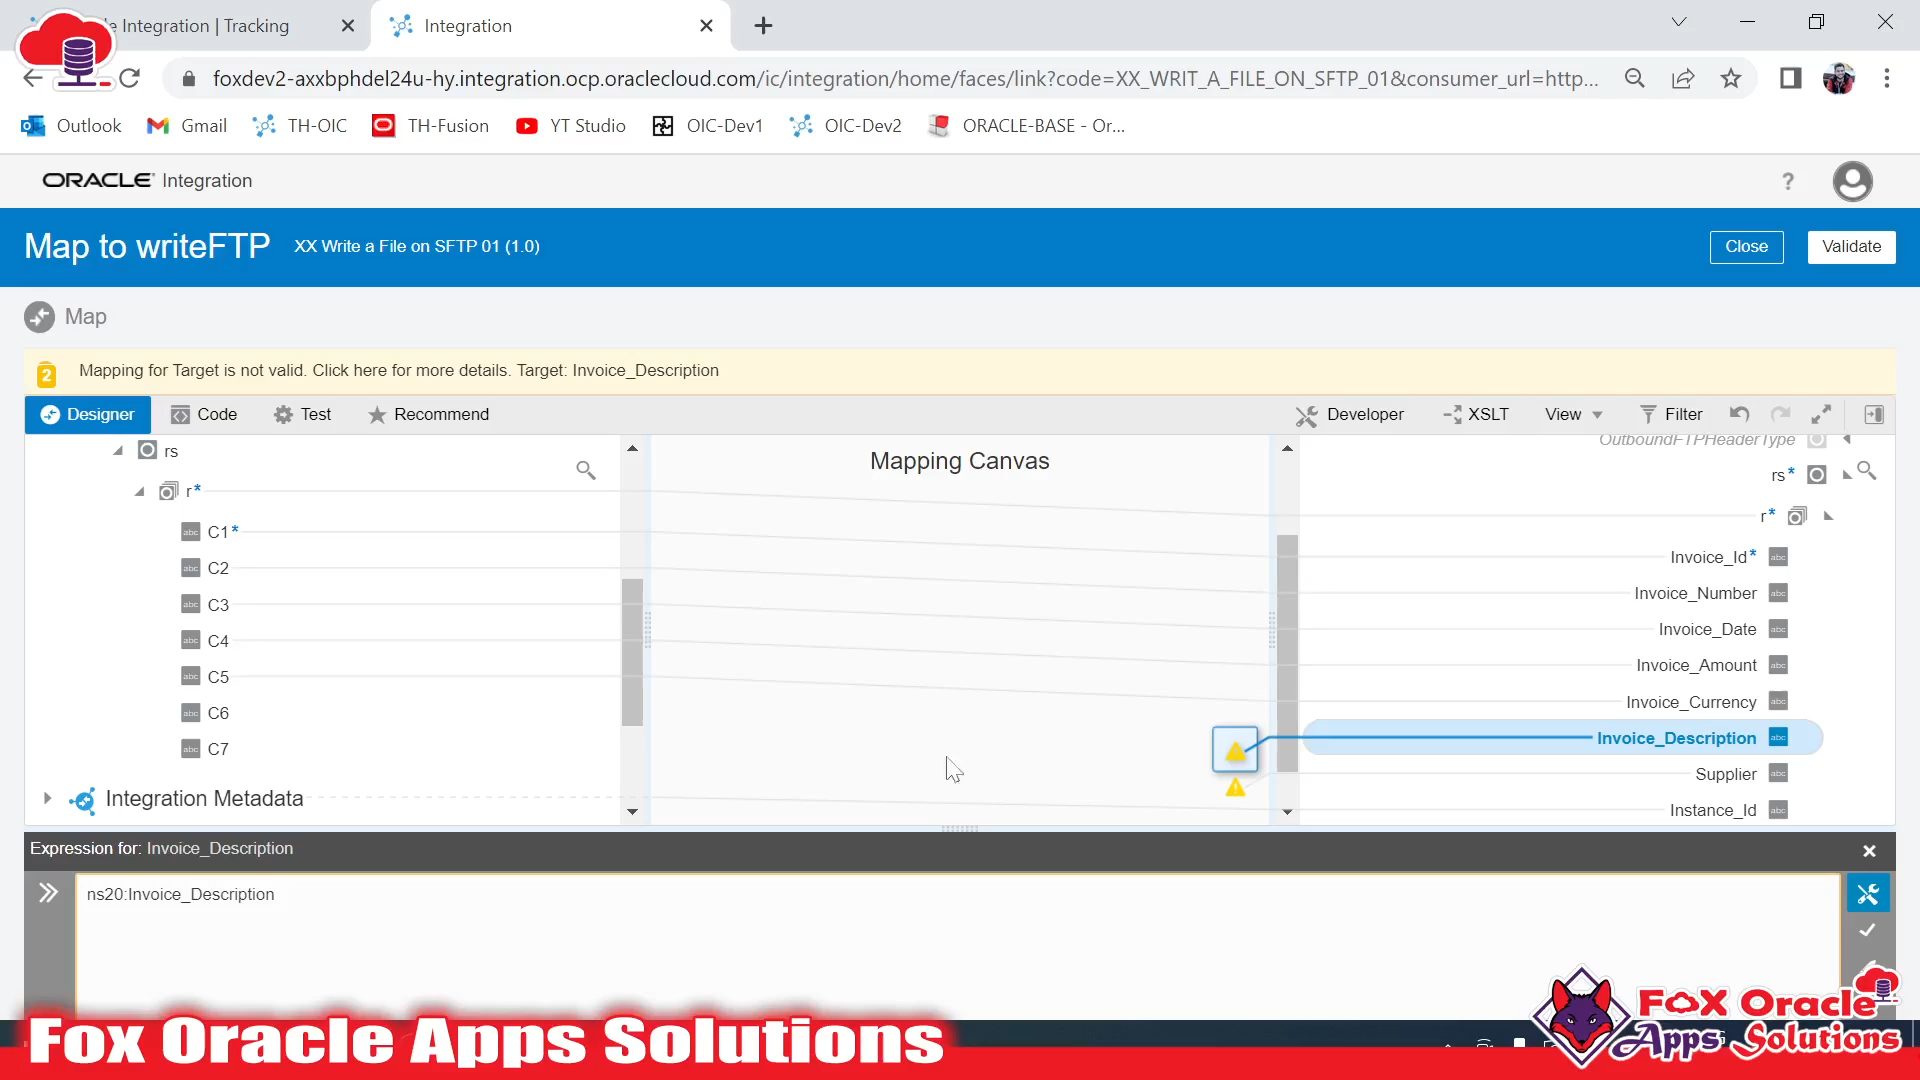 Integration | Tracking
Integration
foxdev2-axxbphdel24u-hy.integration.ocp.oraclecloud.com/ic/integration/home/faces/link?code=XX_WRIT_A_FILE_ON_SFTP_01&consumer_url=http...
Outlook Gmail TH-OIC TH-Fusion YT Studio OIC-Dev1 OIC-Dev2 ORACLE-BASE - Or...
ORACLE Integration
?
Map to writeFTP XX Write a File on SFTP 01 (1.0)
Close Validate
Map
2 Mapping for Target is not valid. Click here for more details. Target: Invoice_Description
Designer Code Test Recommend Developer XSLT View Filter
Mapping Canvas
rs
r*
C1*
C2
C3
C4
C5
C6
C7
Integration Metadata
OutboundFTPHeaderType
rs*
r*
Invoice_Id*
Invoice_Number
Invoice_Date
Invoice_Amount
Invoice_Currency
Invoice_Description
Supplier
Instance_Id
Expression for: Invoice_Description
ns20:Invoice_Description
Fox Oracle Apps Solutions
Fox Oracle
Apps Solutions